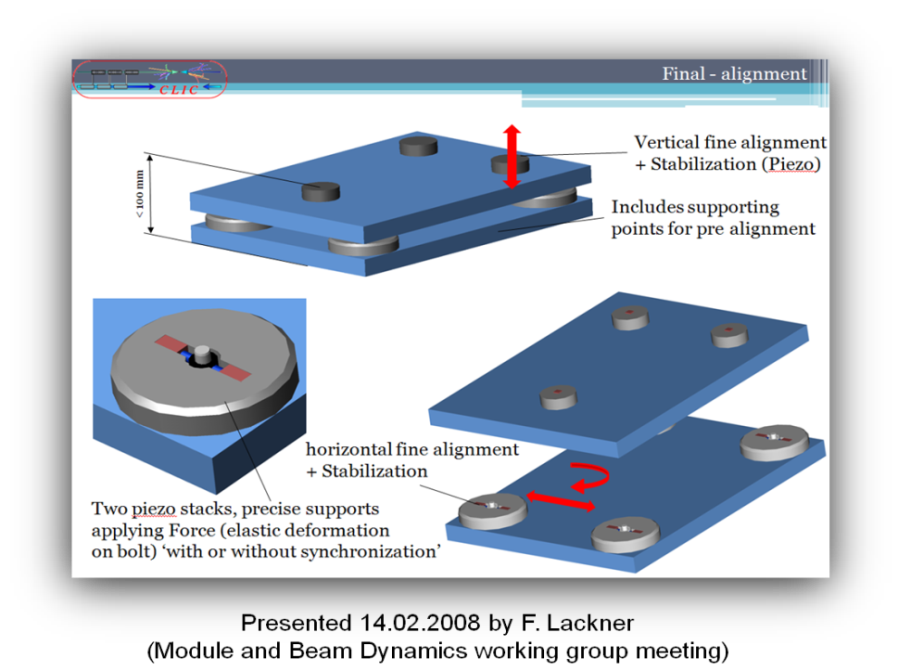 CLIC
Final - alignment
Vertical fine alignment
+ Stabilization (Piezo)
<100 mm
Includes supporting
points for pre alignment
horizontal fine alignment
+ Stabilization
Two piezo stacks, precise supports
applying Force (elastic deformation
on bolt) ‘with or without synchronization’
Presented 14.02.2008 by F. Lackner
(Module and Beam Dynamics working group meeting)